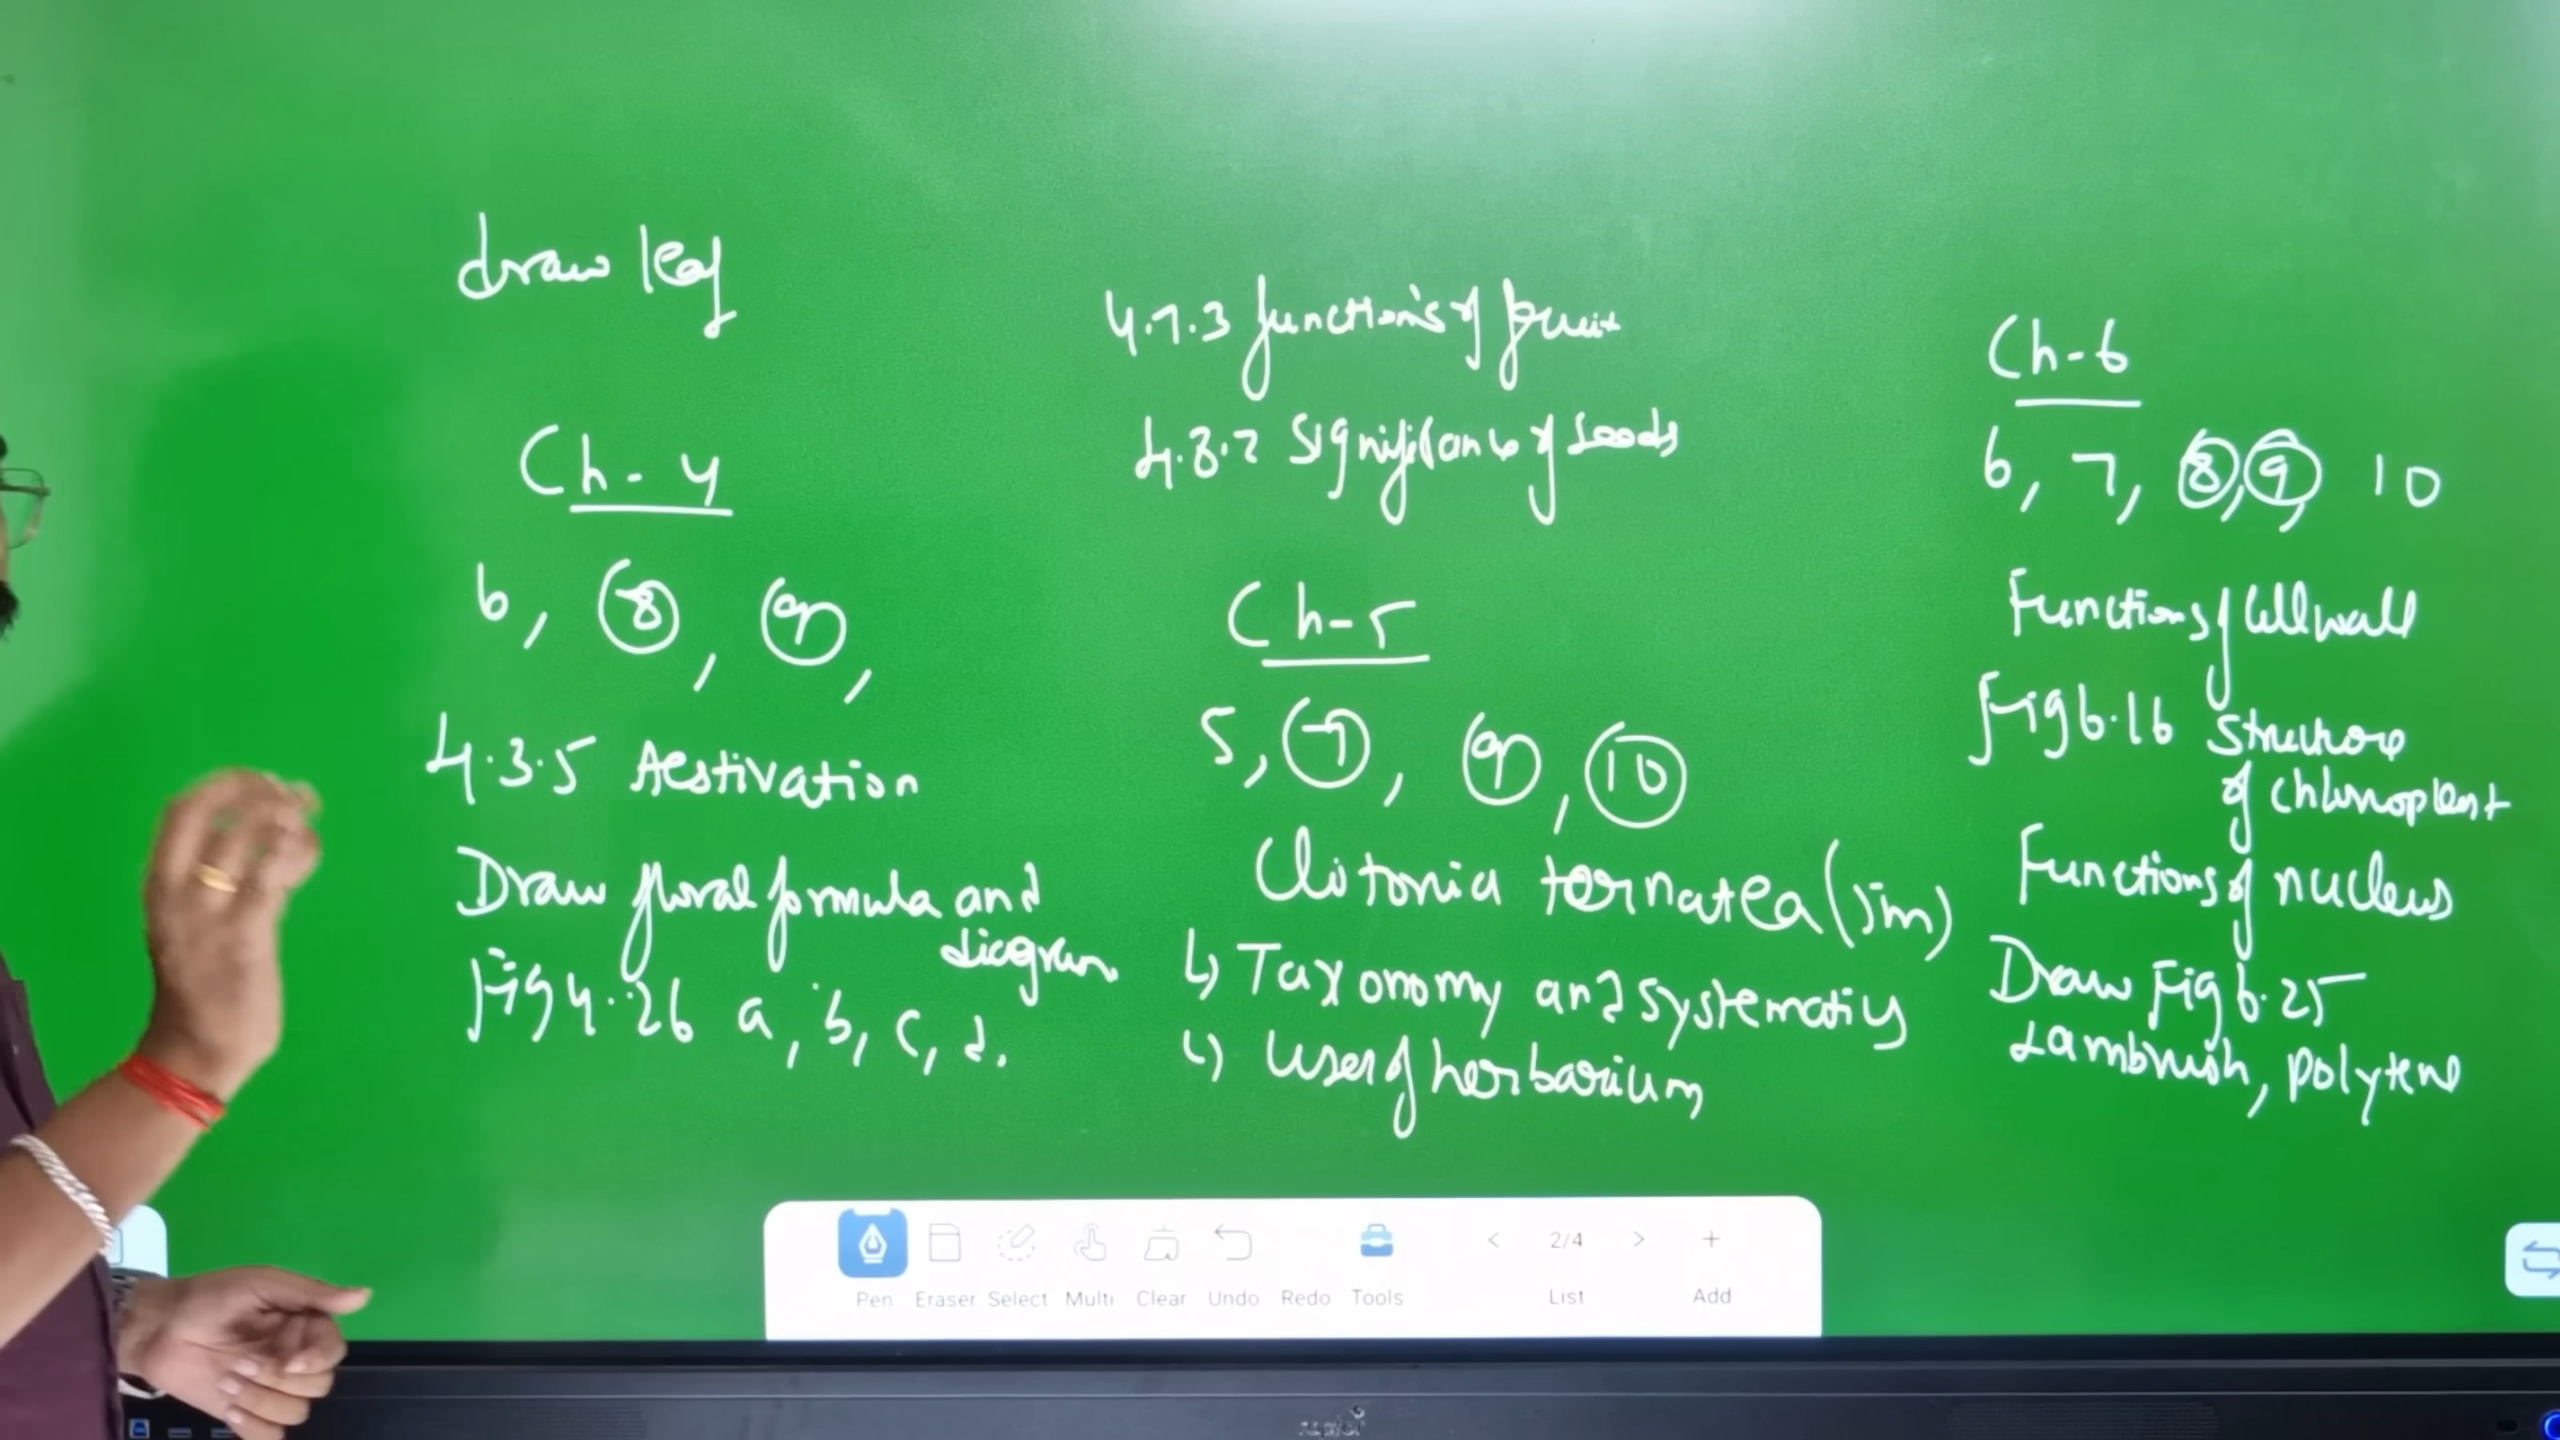 draw leaf
Ch-4
6, 8, 9,
4.3.5 Aestivation
Draw floral formula and
diagram
Fig 4.26 a, b, c, d.
4.7.3 functions of fruit
4.8.2 Significance of seeds
Ch-5
5, 7, 9, 10
Clitoria ternatea (Sim)
Taxonomy and systematics
Uses of herbarium
Ch-6
6, 7, 8, 9, 10
Functions of Cell wall
Fig 6.16 Structure
of chloroplast
Functions of nucleus
Draw Fig 6.25
Lambrush, polytene
Pen Eraser Select Multi Clear Undo Redo Tools < 2/4 > List + Add